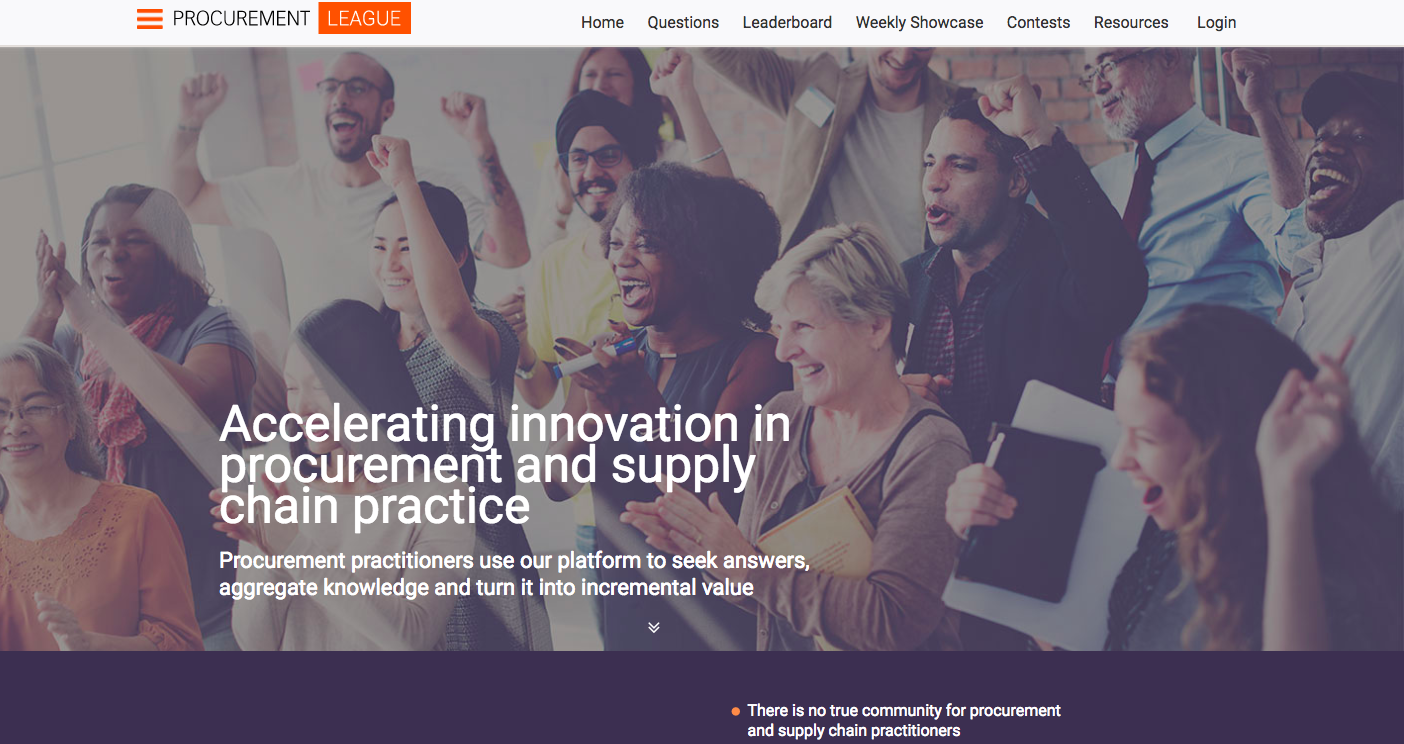 PROCUREMENT LEAGUE
Home Questions Leaderboard Weekly Showcase Contests Resources Login
Accelerating innovation in
procurement and supply
chain practice
Procurement practitioners use our platform to seek answers,
aggregate knowledge and turn it into incremental value
There is no true community for procurement
and supply chain practitioners